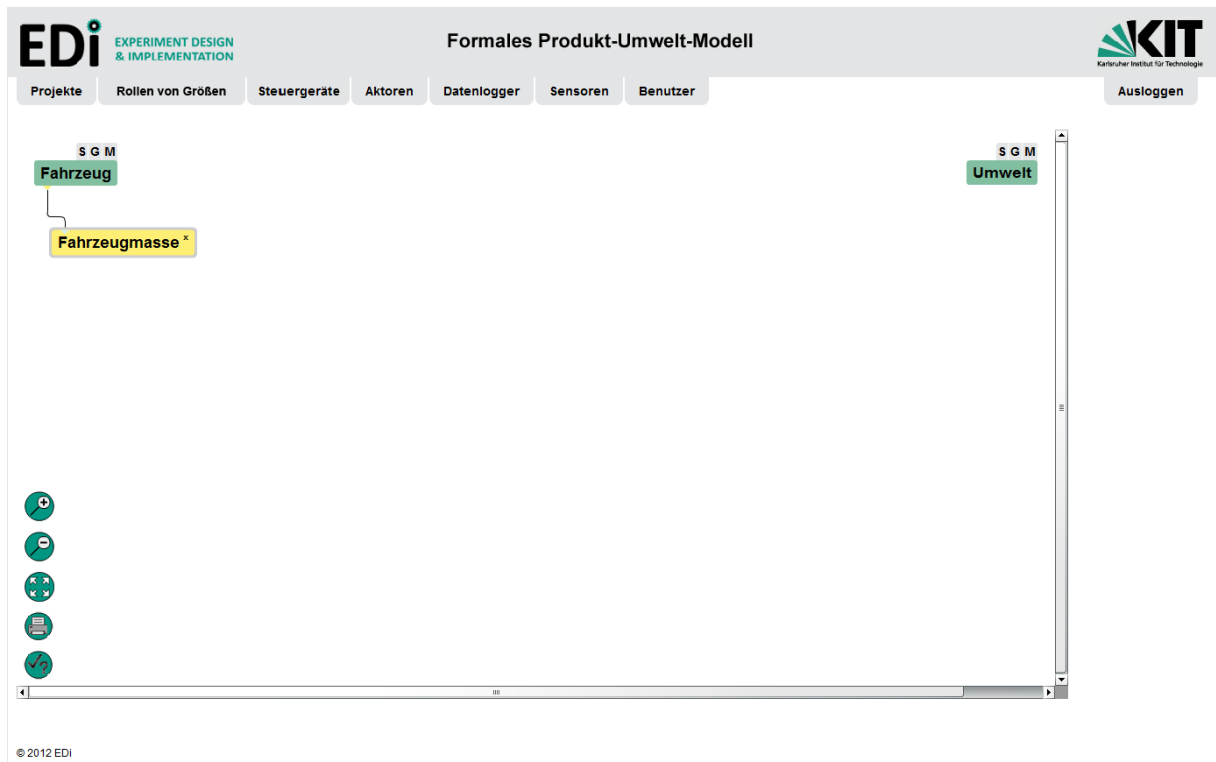 EDi EXPERIMENT DESIGN
& IMPLEMENTATION
Formales Produkt-Umwelt-Modell
KIT
Karlsruher Institut für Technologie
Projekte Rollen von Größen Steuergeräte Aktoren Datenlogger Sensoren Benutzer Ausloggen
S G M
Fahrzeug
S G M
Umwelt
Fahrzeugmasse x
© 2012 EDi